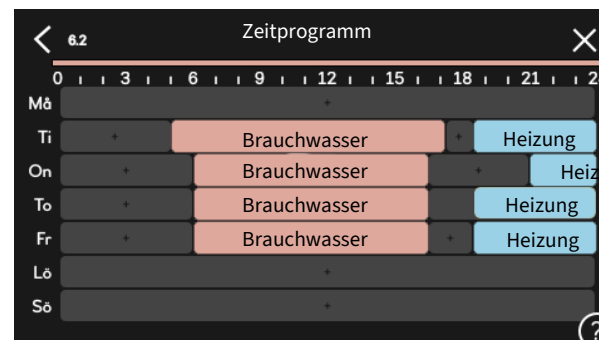 6.2 Zeitprogramm
0 3 6 9 12 15 18 21 2
Må
Ti Brauchwasser Heizung
On Brauchwasser Heiz
To Brauchwasser Heizung
Fr Brauchwasser Heizung
Lö
Sö
?